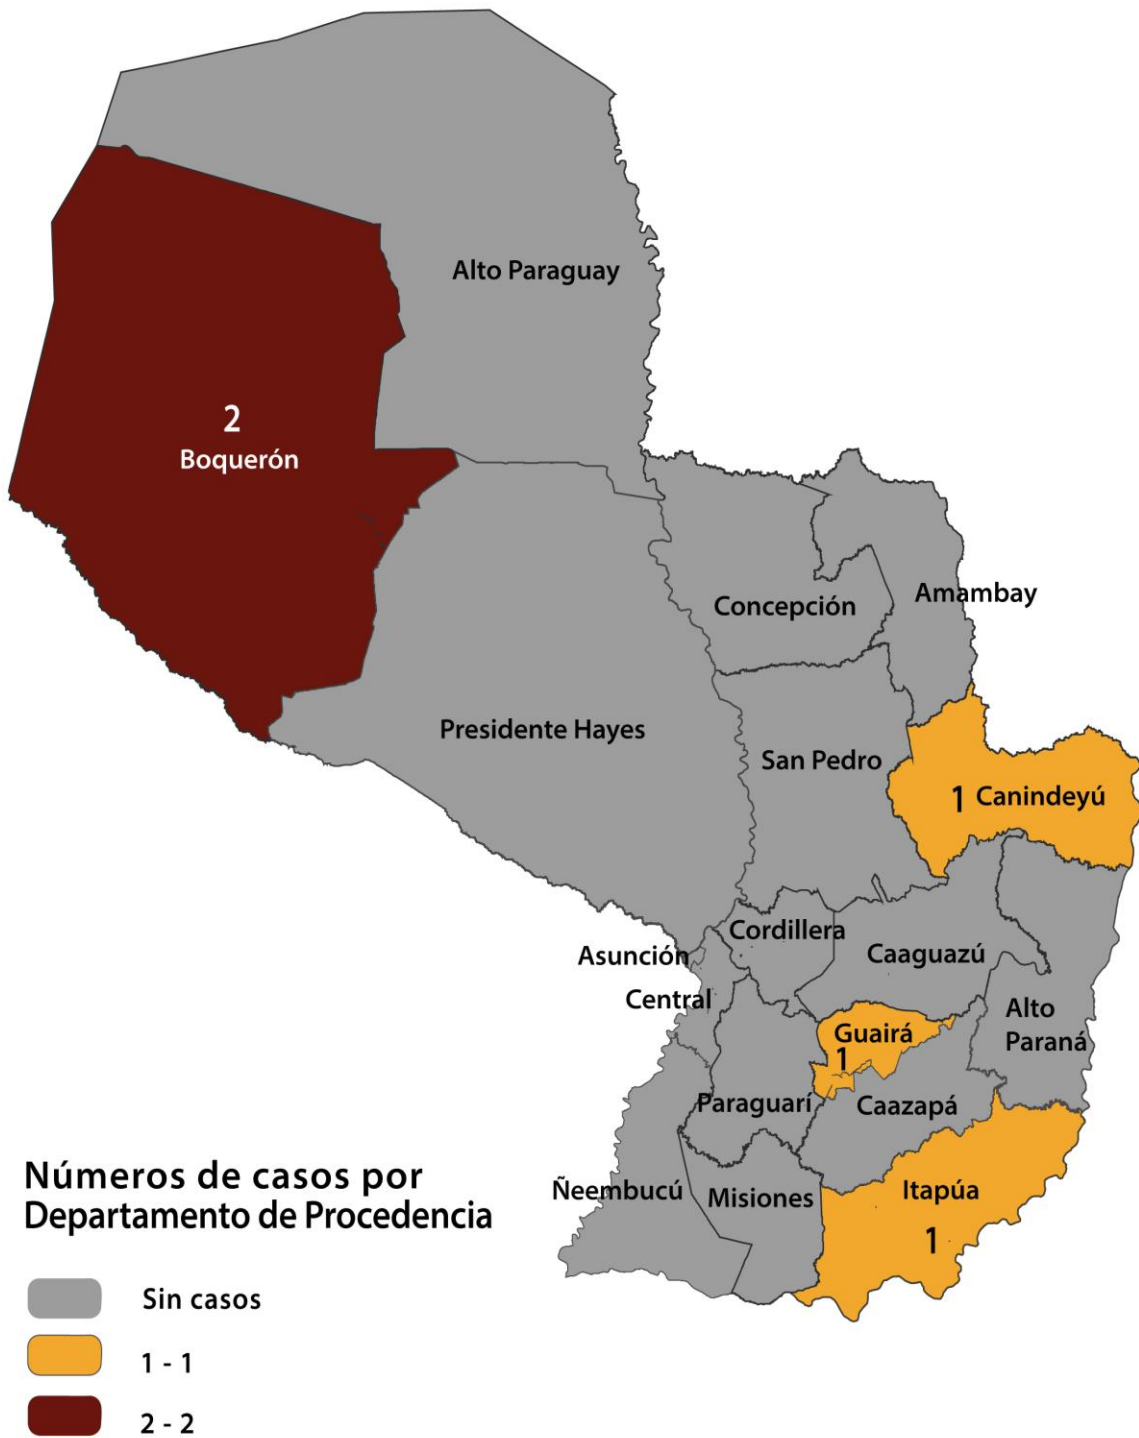 Alto Paraguay
2
Boquerón
Concepción
Amambay
Presidente Hayes
San Pedro
1 Canindeyú
Cordillera
Asunción
Caaguazú
Central
Alto
Paraná
Guairá
1
Paraguarí
Caazapá
Ñeembucú
Misiones
Itapúa
1
Números de casos por
Departamento de Procedencia
Sin casos
1 - 1
2 - 2